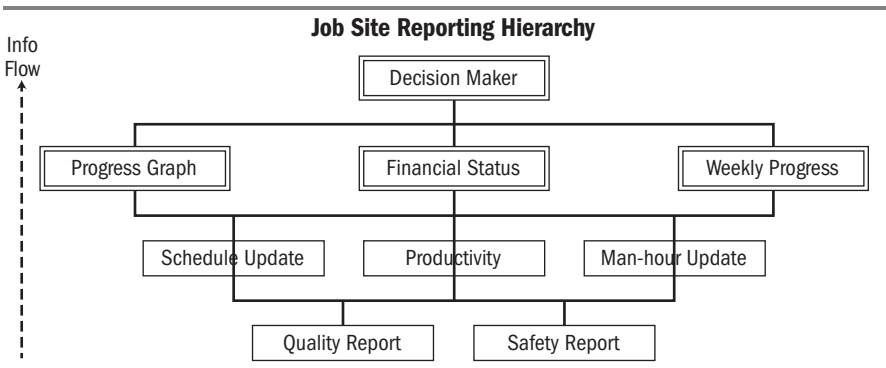 Job Site Reporting Hierarchy
Info
Flow
Decision Maker
Progress Graph
Financial Status
Weekly Progress
Schedule Update
Productivity
Man-hour Update
Quality Report
Safety Report